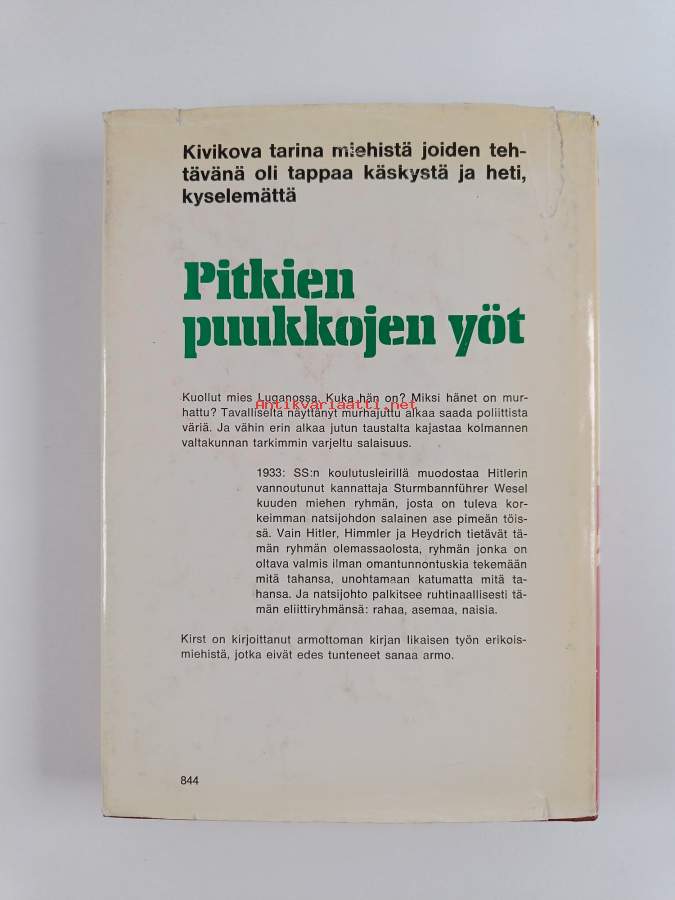 Kivikova tarina miehistä joiden teh-
tävänä oli tappaa käskystä ja heti,
kyselemättä
Pitkien
puukkojen yöt
Kuollut mies Luganossa. Kuka hän on? Miksi hänet on mur-
hattu? Tavalliselta näyttänyt murhajuttu alkaa saada poliittista
Antikvariaatti.net
väriä. Ja vähin erin alkaa jutun taustalta kajastaa kolmannen
valtakunnan tarkimmin varjeltu salaisuus.
1933: SS:n koulutusleirillä muodostaa Hitlerin
vannoutunut kannattaja Sturmbannführer Wesel
kuuden miehen ryhmän, josta on tuleva kor-
keimman natsijohdon salainen ase pimeän töis-
sä. Vain Hitler, Himmler ja Heydrich tietävät tä-
män ryhmän olemassaolosta, ryhmän jonka on
oltava valmis ilman omantunnontuskia tekemään
mitä tahansa, unohtamaan katumatta mitä ta-
hansa. Ja natsijohto palkitsee ruhtinaallisesti tä-
män eliittiryhmänsä: rahaa, asemaa, naisia.
Kirst on kirjoittanut armottoman kirjan likaisen työn erikois-
miehistä, jotka eivät edes tunteneet sanaa armo.
844